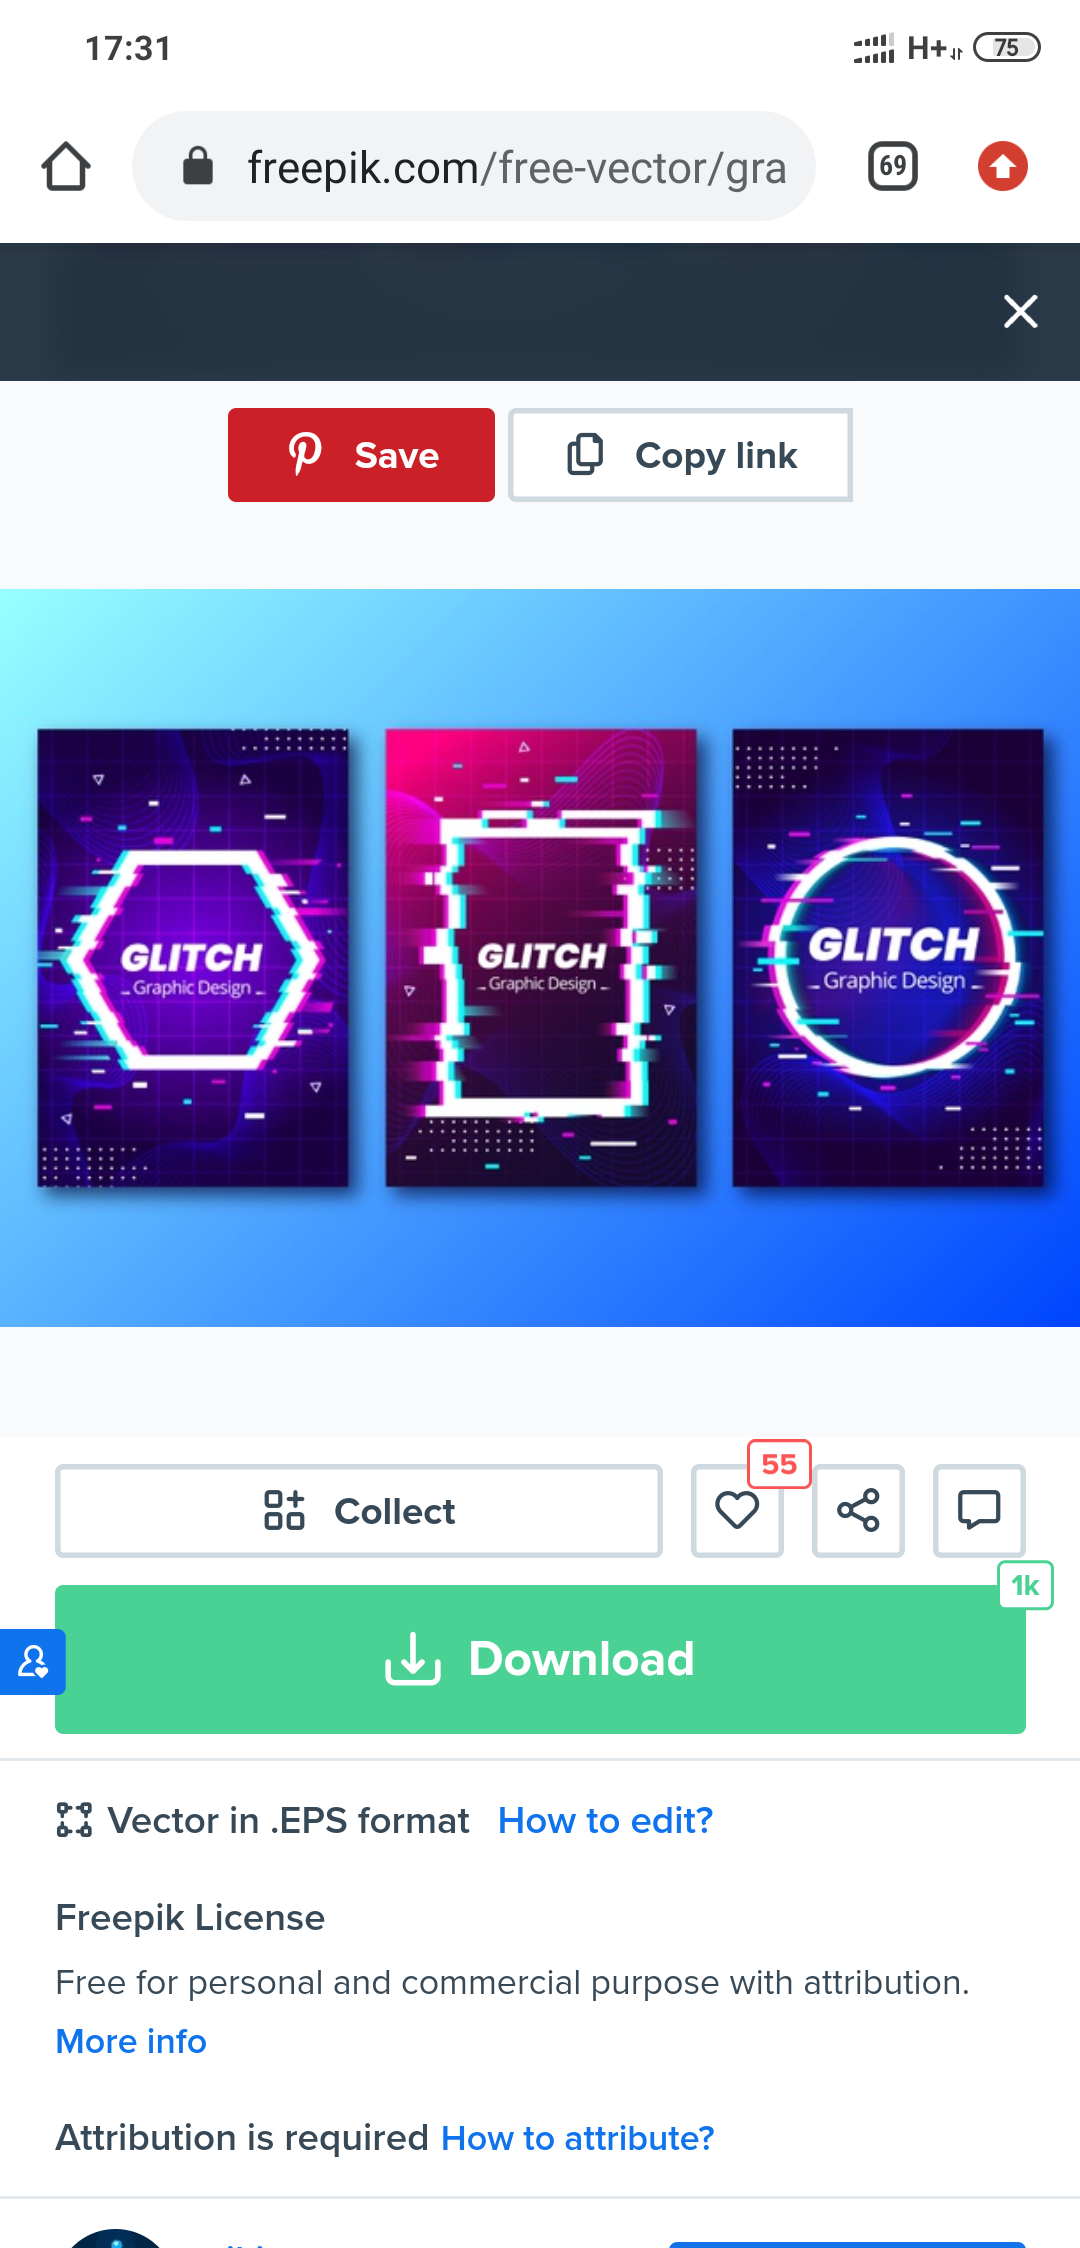 17:31
H+
75
freepik.com/free-vector/gra
69
Save
Copy link
GLITCH
Graphic Design
GLITCH
Graphic Design
GLITCH
Graphic Design
Collect
55
1k
Download
Vector in .EPS format How to edit?
Freepik License
Free for personal and commercial purpose with attribution.
More info
Attribution is required How to attribute?